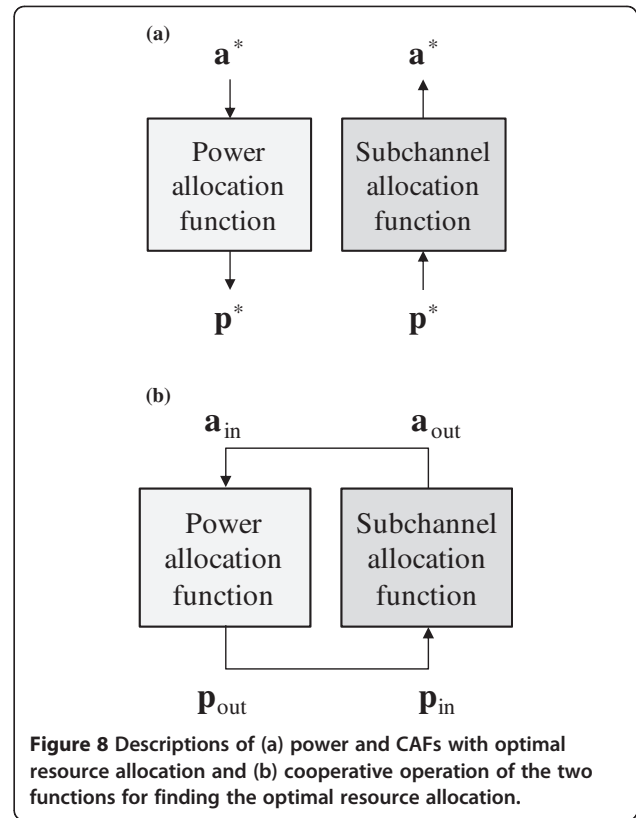 (a)
a* a*
Power Subchannel
allocation allocation
function function
p* p*
(b)
a_in a_out
Power Subchannel
allocation allocation
function function
p_out p_in
Figure 8 Descriptions of (a) power and CAFs with optimal
resource allocation and (b) cooperative operation of the two
functions for finding the optimal resource allocation.